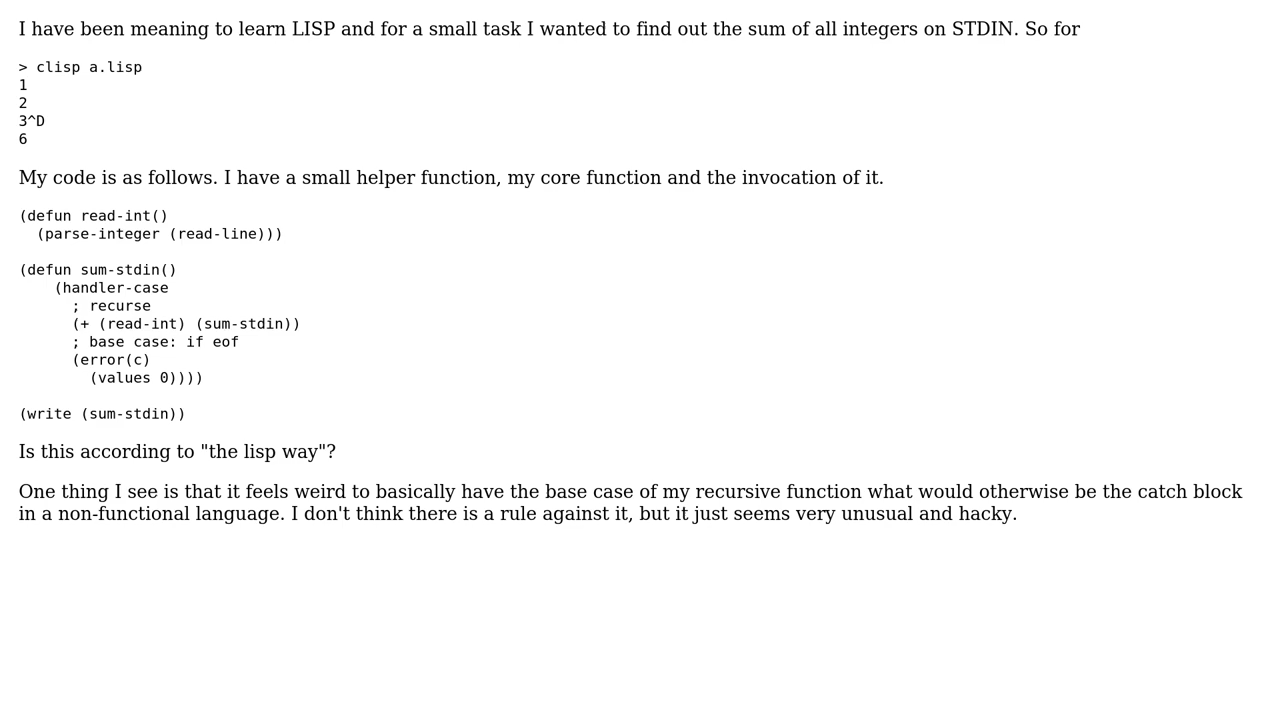 I have been meaning to learn LISP and for a small task I wanted to find out the sum of all integers on STDIN. So for
> clisp a.lisp
1
2
3^D
6
My code is as follows. I have a small helper function, my core function and the invocation of it.
(defun read-int()
  (parse-integer (read-line)))
(defun sum-stdin()
    (handler-case
      ; recurse
      (+ (read-int) (sum-stdin))
      ; base case: if eof
      (error(c)
        (values 0))))
(write (sum-stdin))
Is this according to "the lisp way"?
One thing I see is that it feels weird to basically have the base case of my recursive function what would otherwise be the catch block
in a non-functional language. I don't think there is a rule against it, but it just seems very unusual and hacky.